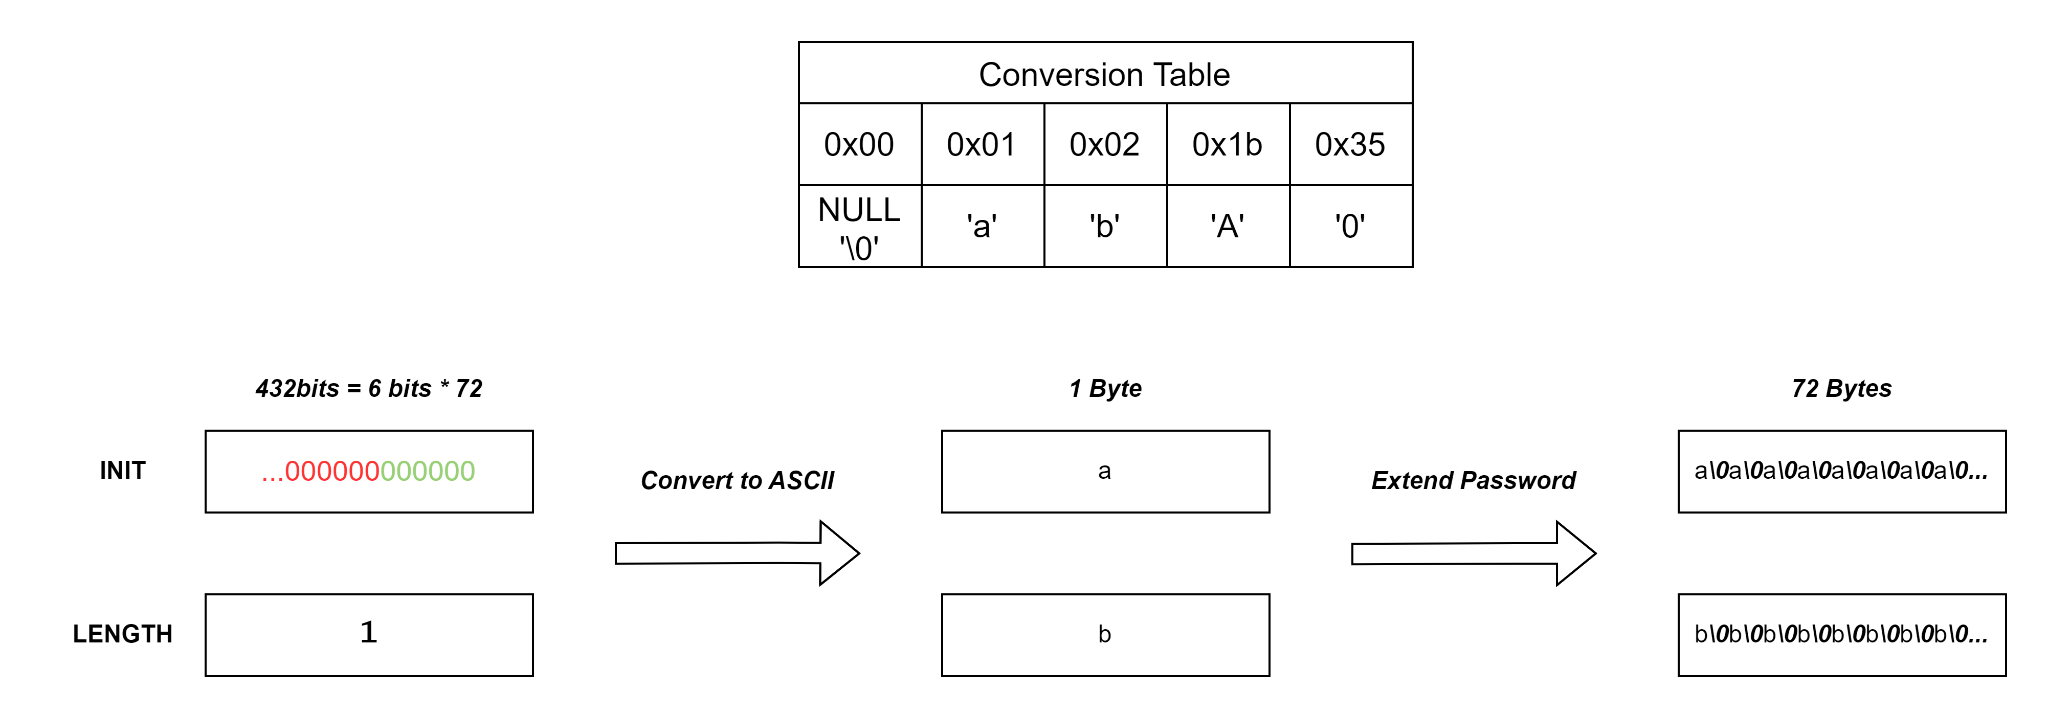 Conversion Table
0x00 0x01 0x02 0x1b 0x35
NULL '\0' 'a' 'b' 'A' '0'
432bits = 6 bits * 72
1 Byte
72 Bytes
INIT
...000000000000
Convert to ASCII
a
Extend Password
a\0a\0a\0a\0a\0a\0a\0a\0...
LENGTH
1
b
b\0b\0b\0b\0b\0b\0b\0b\0...